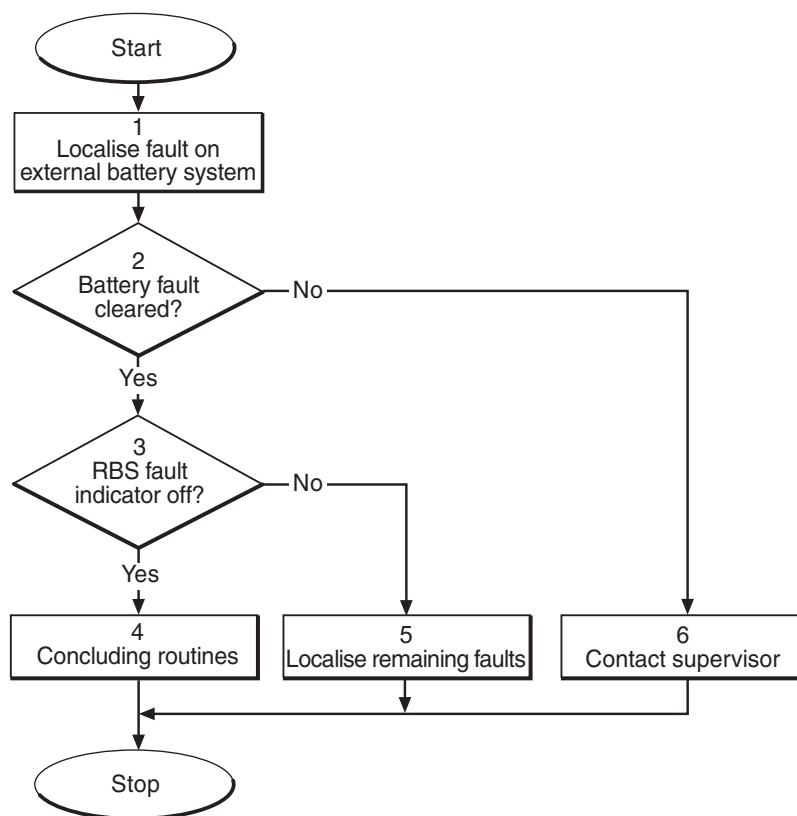 Start
1
Localise fault on
external battery system
2
Battery fault
cleared?
No
Yes
3
RBS fault
indicator off?
No
Yes
4
Concluding routines
5
Localise remaining faults
6
Contact supervisor
Stop